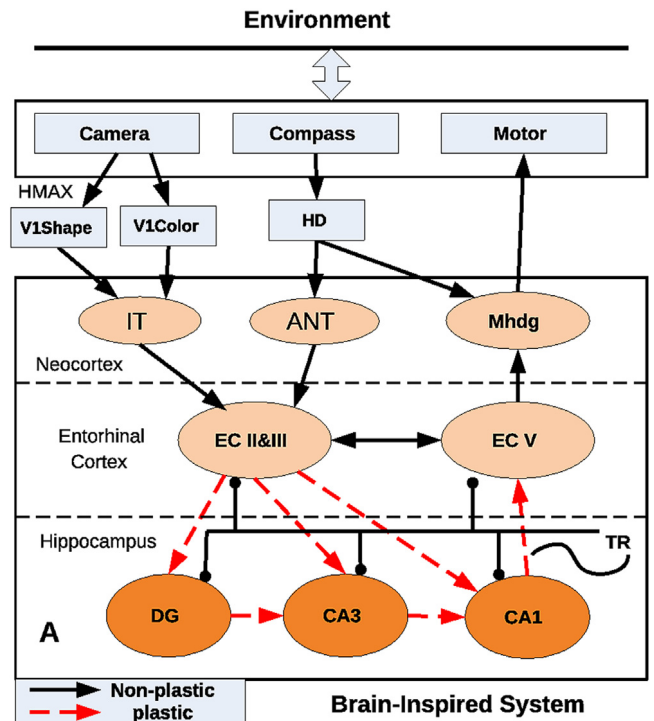 Environment
Camera
Compass
Motor
HMAX
V1Shape
V1Color
HD
IT
ANT
Mhdg
Neocortex
Entorhinal
Cortex
EC II&III
EC V
Hippocampus
TR
A
DG
CA3
CA1
Non-plastic
plastic
Brain-Inspired System